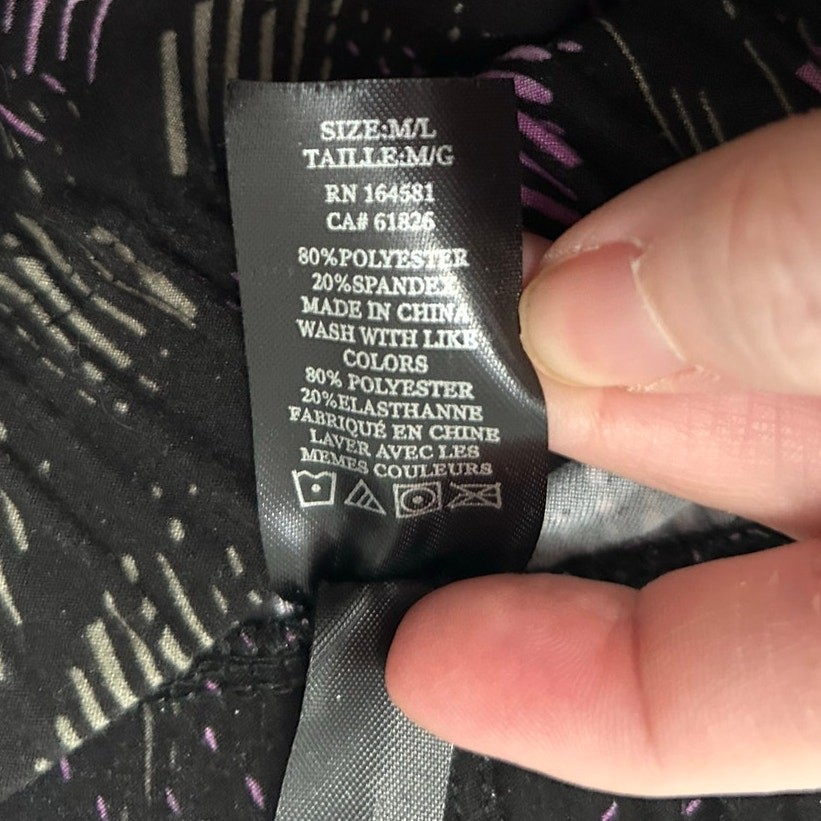 SIZE:M/L
TAILLE:M/G
RN 164581
CA# 61826
80%POLYESTER
20%SPANDEX
MADE IN CHINA
WASH WITH LIKE
COLORS
80% POLYESTER
20%ELASTHANNE
FABRIQUÉ EN CHINE
LAVER AVEC LES
MEMES COULEURS